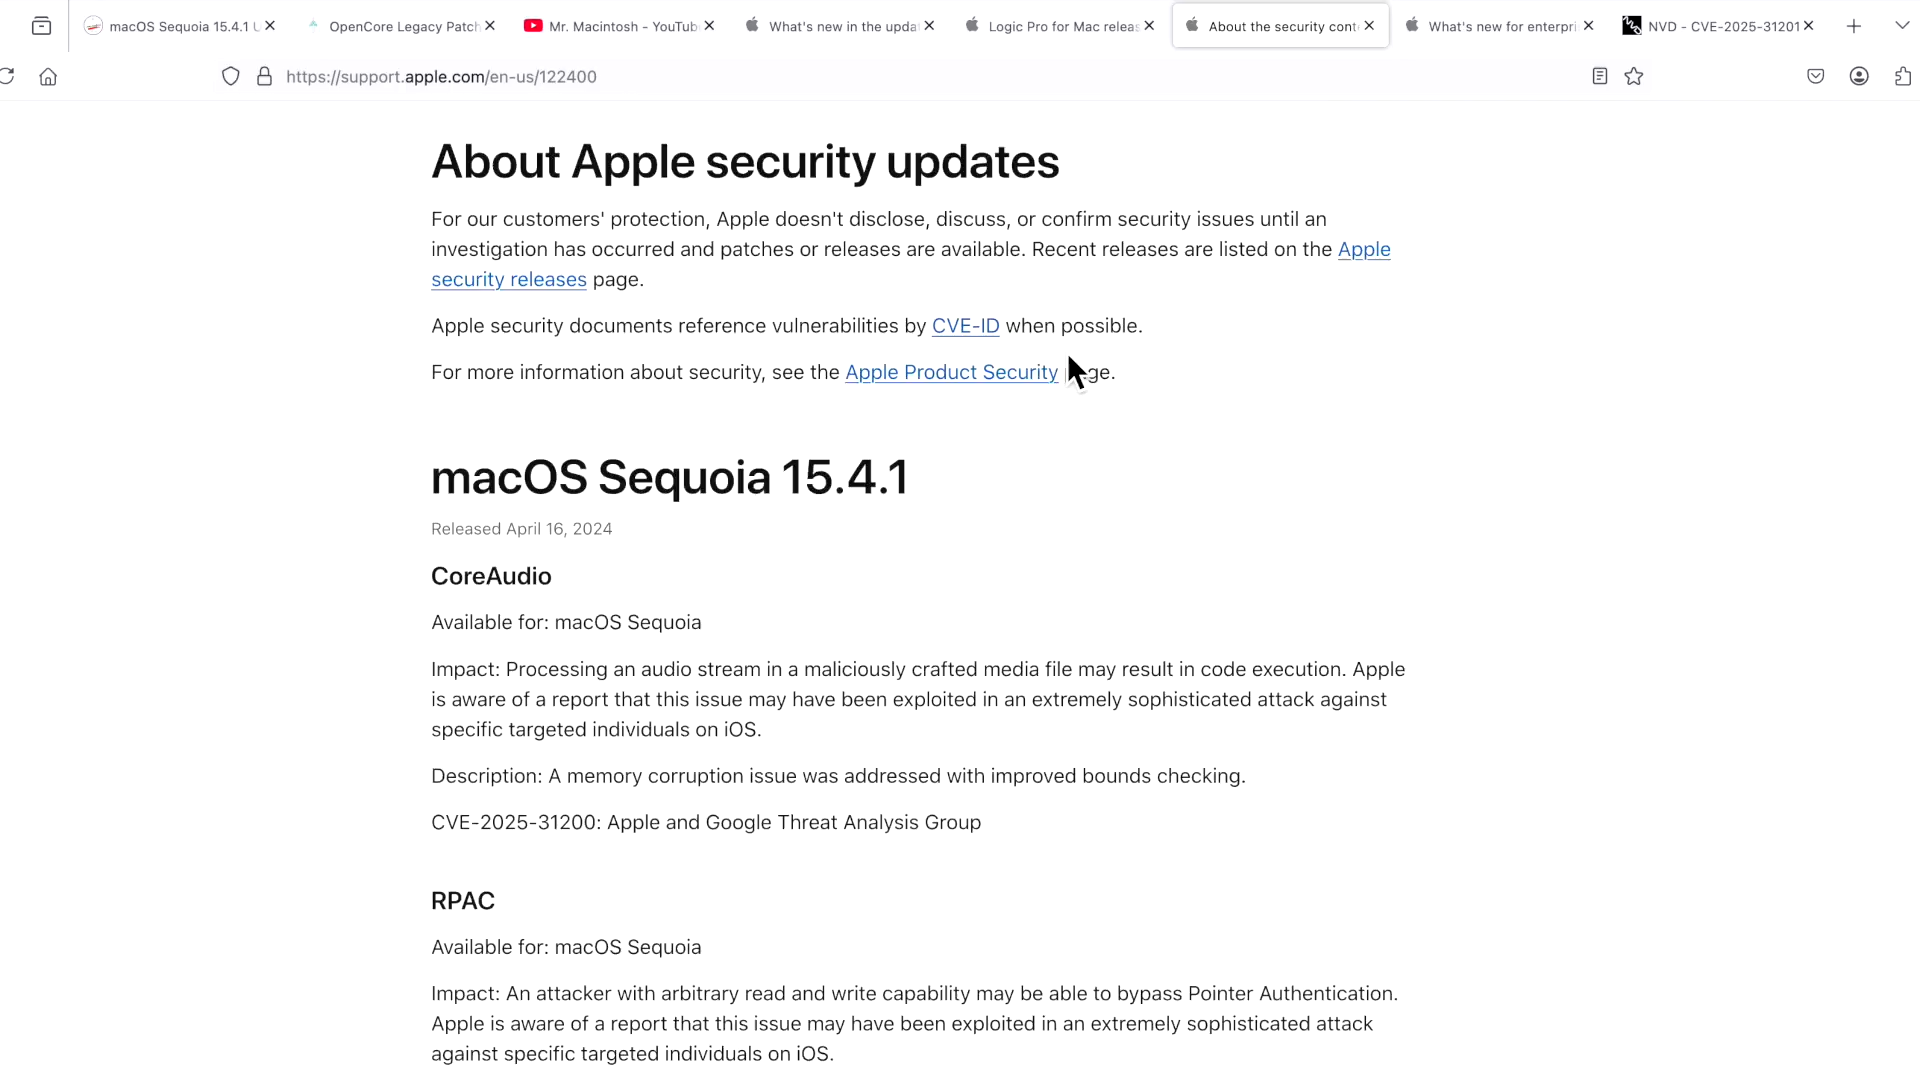 macOS Sequoia 15.4.1 U
OpenCore Legacy Patch
Mr. Macintosh - YouTub
What's new in the updat
Logic Pro for Mac releas
About the security cont
What's new for enterpri
NVD - CVE-2025-31201
https://support.apple.com/en-us/122400
About Apple security updates
For our customers' protection, Apple doesn't disclose, discuss, or confirm security issues until an
investigation has occurred and patches or releases are available. Recent releases are listed on the Apple
security releases page.
Apple security documents reference vulnerabilities by CVE-ID when possible.
For more information about security, see the Apple Product Security page.
macOS Sequoia 15.4.1
Released April 16, 2024
CoreAudio
Available for: macOS Sequoia
Impact: Processing an audio stream in a maliciously crafted media file may result in code execution. Apple
is aware of a report that this issue may have been exploited in an extremely sophisticated attack against
specific targeted individuals on iOS.
Description: A memory corruption issue was addressed with improved bounds checking.
CVE-2025-31200: Apple and Google Threat Analysis Group
RPAC
Available for: macOS Sequoia
Impact: An attacker with arbitrary read and write capability may be able to bypass Pointer Authentication.
Apple is aware of a report that this issue may have been exploited in an extremely sophisticated attack
against specific targeted individuals on iOS.